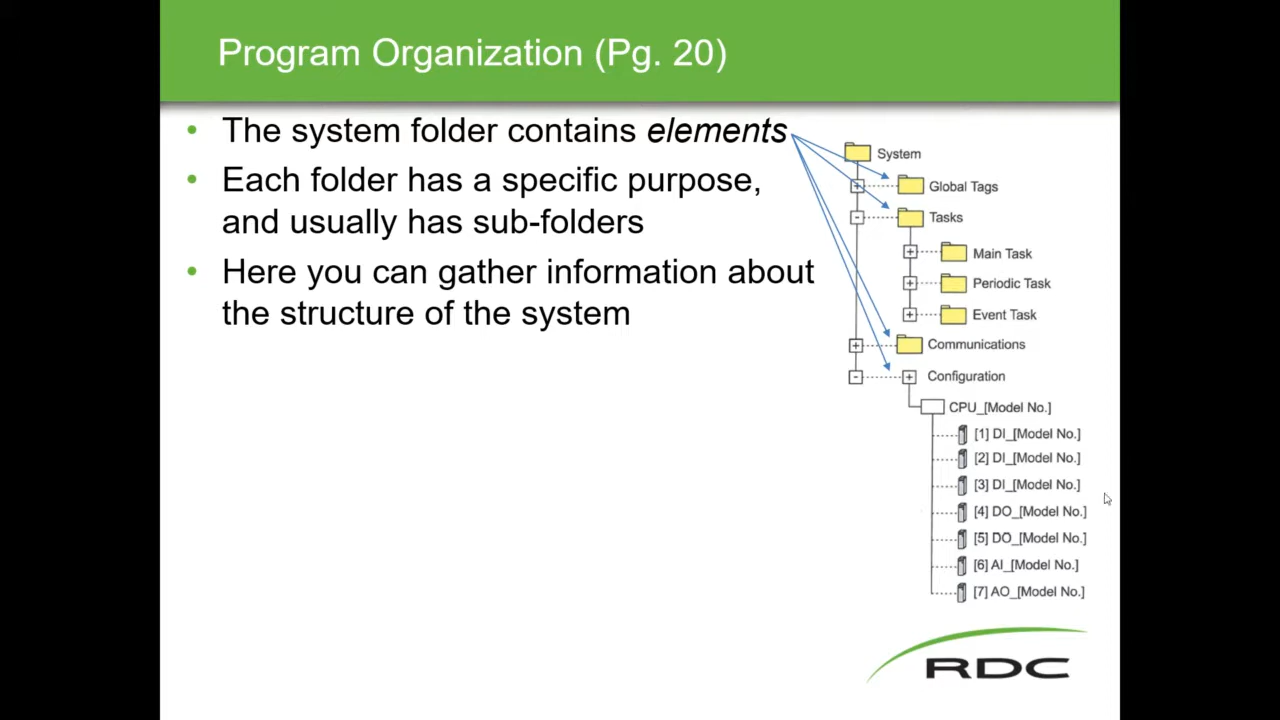 Program Organization (Pg. 20)
• The system folder contains elements
• Each folder has a specific purpose,
and usually has sub-folders
• Here you can gather information about
the structure of the system
System
Global Tags
Tasks
Main Task
Periodic Task
Event Task
Communications
Configuration
CPU_[Model No.]
[1] DI_[Model No.]
[2] DI_[Model No.]
[3] DI_[Model No.]
[4] DO_[Model No.]
[5] DO_[Model No.]
[6] AI_[Model No.]
[7] AO_[Model No.]
RDC